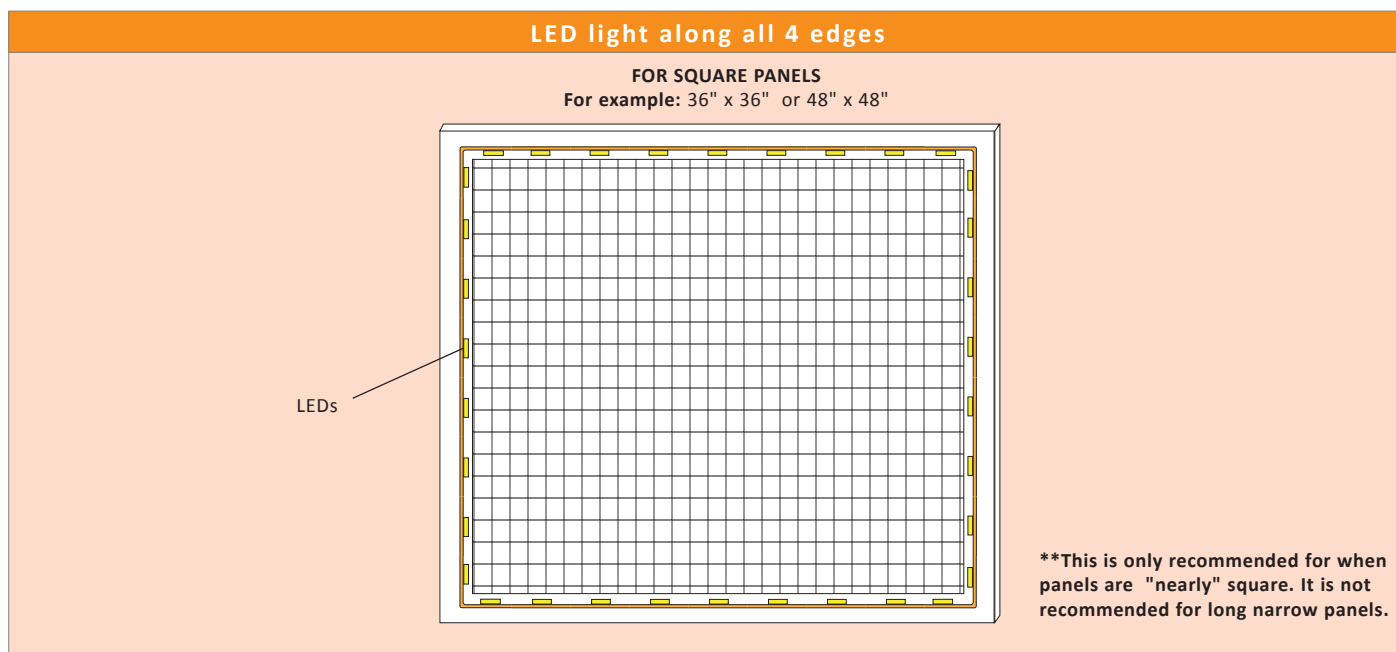 LED light along all 4 edges
FOR SQUARE PANELS
For example: 36" x 36" or 48" x 48"
LEDs
**This is only recommended for when
panels are "nearly" square. It is not
recommended for long narrow panels.